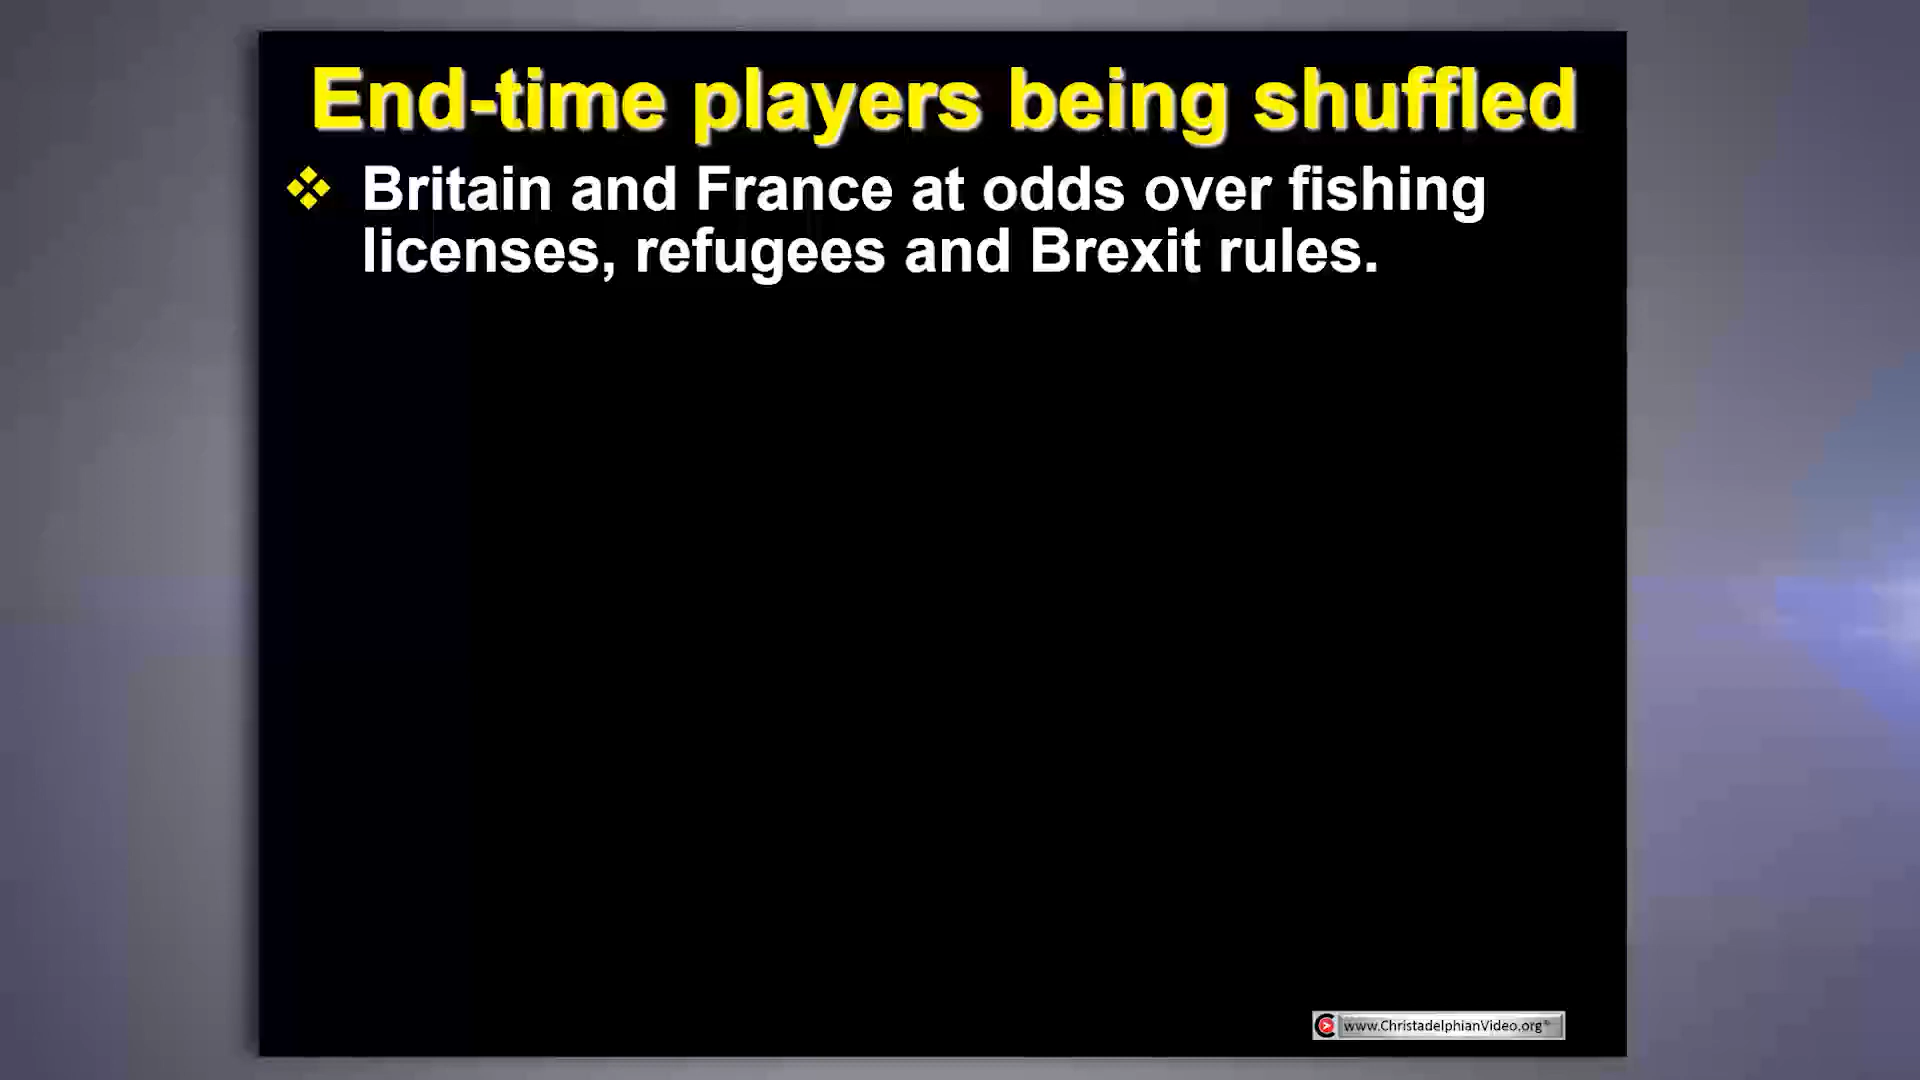 End-time players being shuffled
Britain and France at odds over fishing
licenses, refugees and Brexit rules.
www.ChristadelphianVideo.org